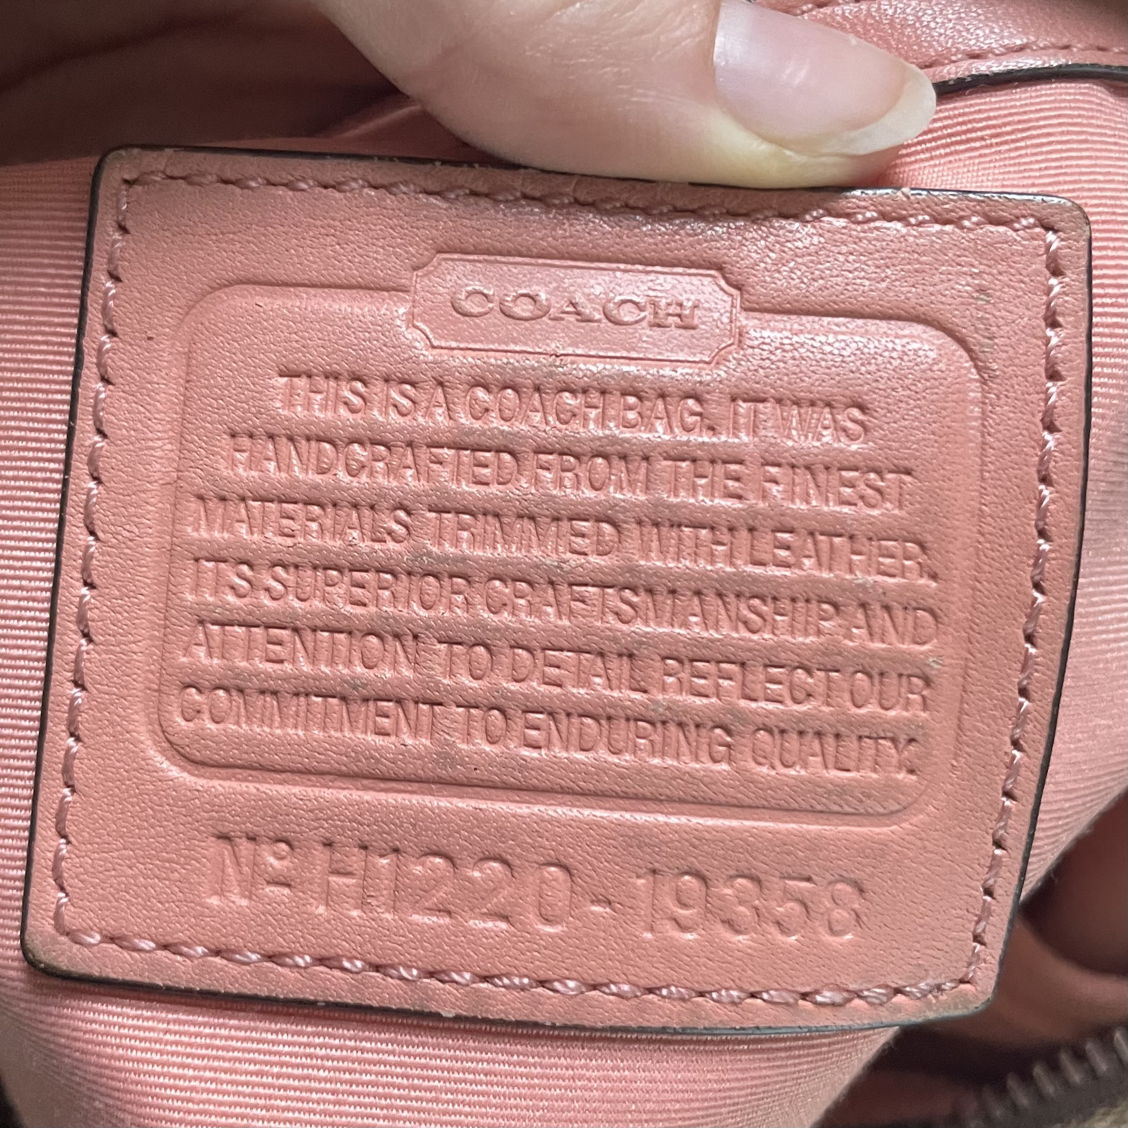 COACH
THIS IS A COACH BAG. IT WAS
HANDCRAFTED FROM THE FINEST
MATERIALS TRIMMED WITH LEATHER.
ITS SUPERIOR CRAFTSMANSHIP AND
ATTENTION TO DETAIL REFLECT OUR
COMMITMENT TO ENDURING QUALITY.
Nº H1220-19358